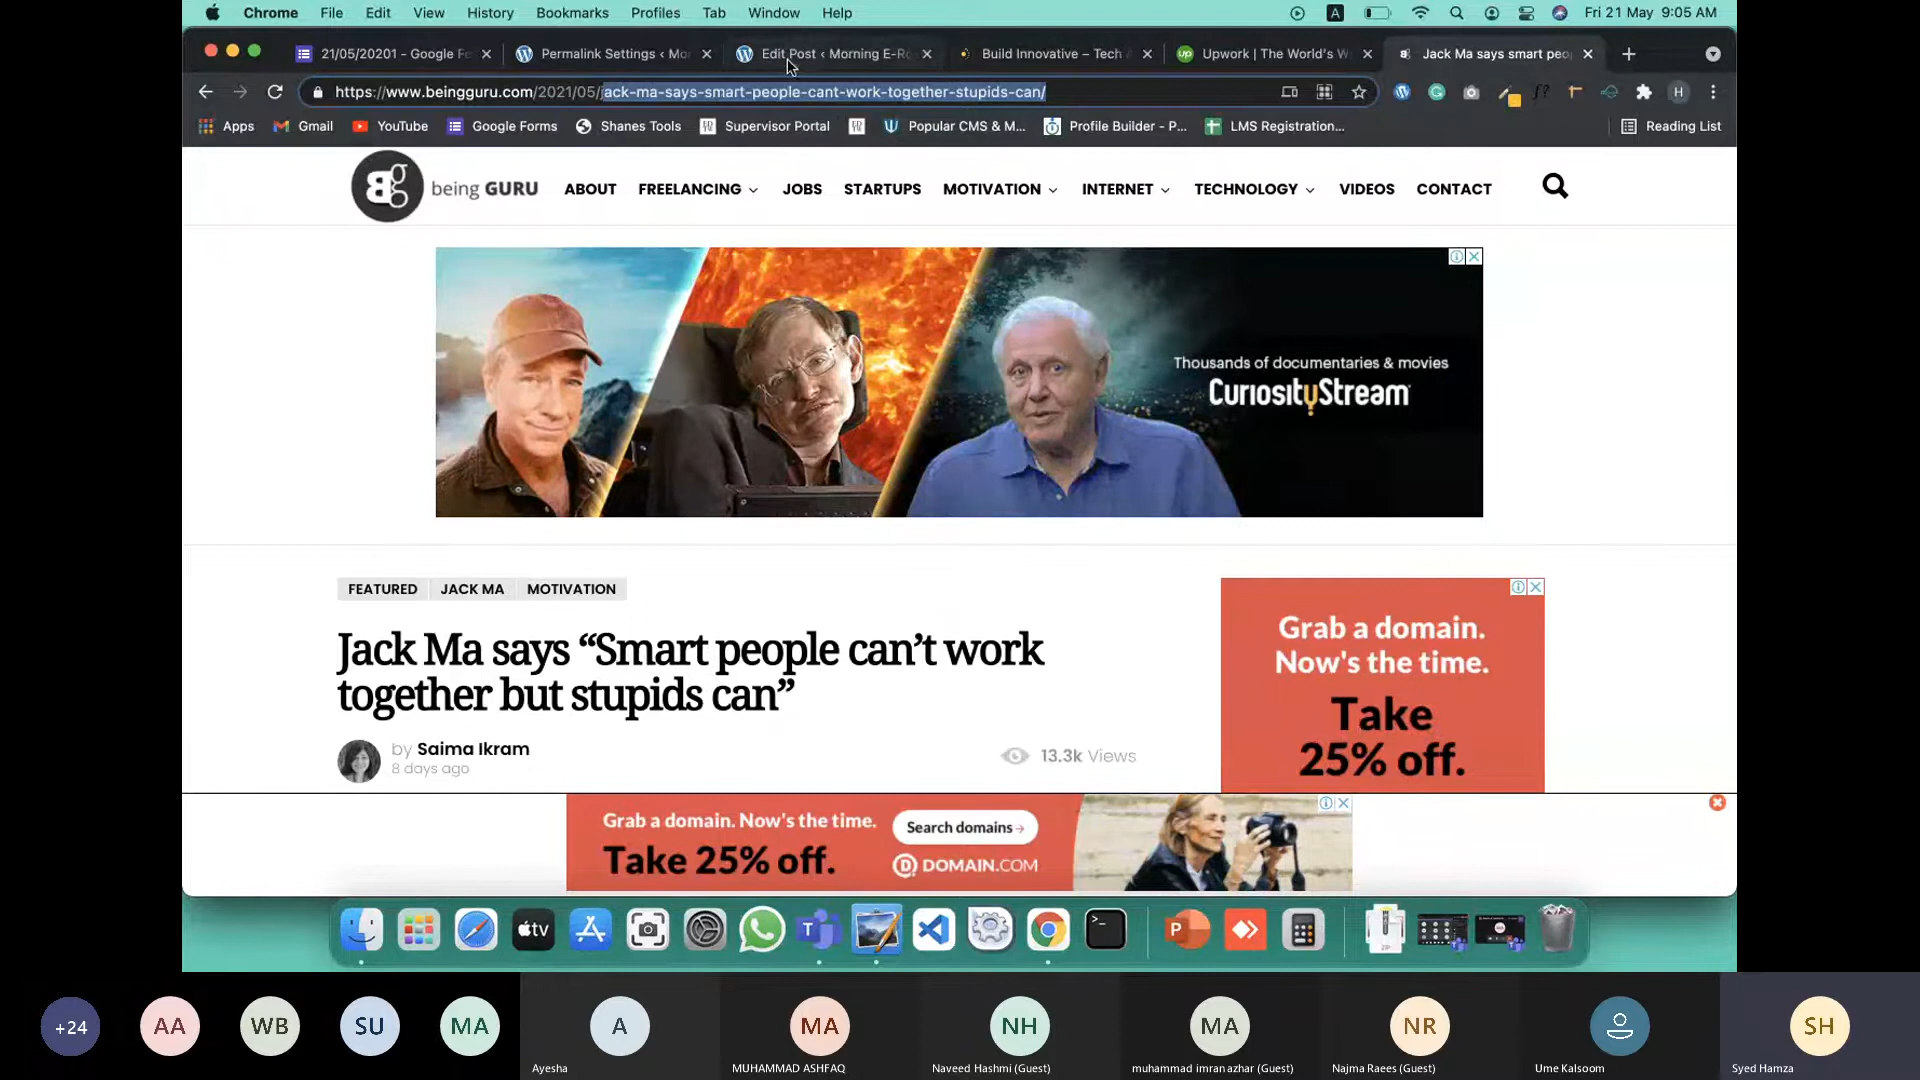 Chrome File Edit View History Bookmarks Profiles Tab Window Help
A Fri 21 May 9:05 AM
21/05/20201 - Google Fo
Permalink Settings ‹ Mo
Edit Post ‹ Morning E-Ro
Build Innovative – Tech
up Upwork | The World's W
Jack Ma says smart peo
https://www.beingguru.com/2021/05/jack-ma-says-smart-people-cant-work-together-stupids-can/
H
Apps Gmail YouTube Google Forms Shanes Tools Supervisor Portal Popular CMS & M... Profile Builder - P... LMS Registration... Reading List
being GURU
ABOUT FREELANCING JOBS STARTUPS MOTIVATION INTERNET TECHNOLOGY VIDEOS CONTACT
Thousands of documentaries & movies
CuriosityStream
FEATURED JACK MA MOTIVATION
Jack Ma says “Smart people can’t work
together but stupids can”
by Saima Ikram
8 days ago
13.3k Views
Grab a domain.
Now's the time.
Take
25% off.
Grab a domain. Now's the time.
Take 25% off.
Search domains
DOMAIN.COM
tv
ZIP
+24 AA WB SU MA A MA NH MA NR SH
Ayesha
MUHAMMAD ASHFAQ
Naveed Hashmi (Guest)
muhammad imran azhar (Guest)
Najma Raees (Guest)
Ume Kalsoom
Syed Hamza